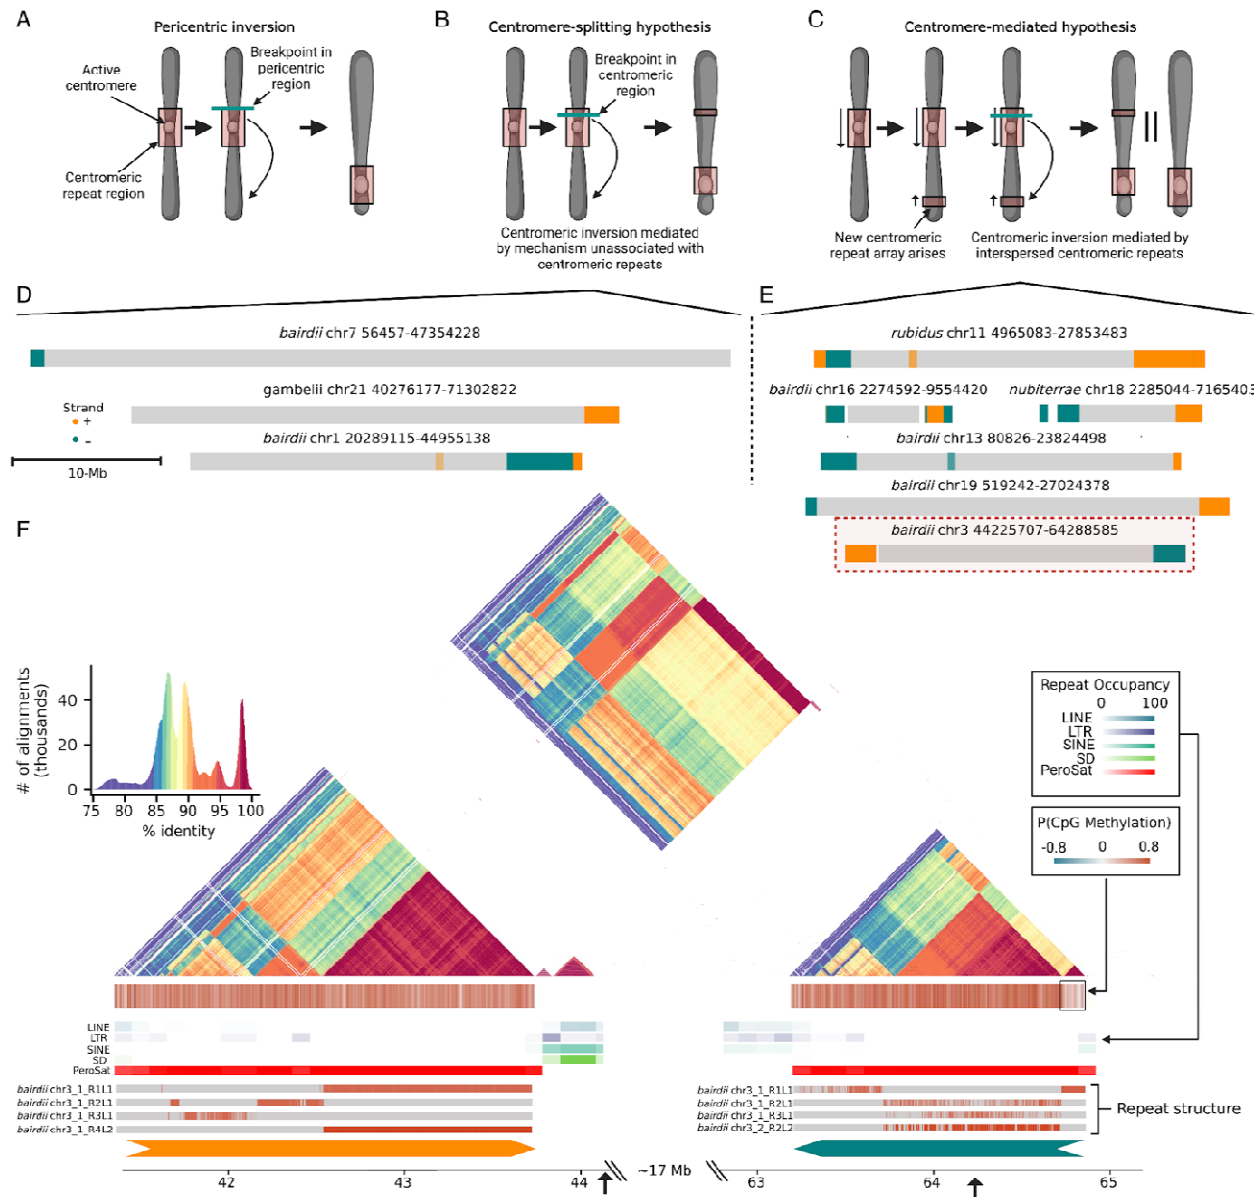 A
Pericentric inversion
Active
centromere
Breakpoint in
pericentric
region
Centromeric
repeat region
B
Centromere-splitting hypothesis
Breakpoint in
centromeric
region
Centromeric inversion mediated
by mechanism unassociated with
centromeric repeats
C
Centromere-mediated hypothesis
New centromeric
repeat array arises
Centromeric inversion mediated by
interspersed centromeric repeats
D
bairdii chr7 56457-47354228
gambelii chr21 40276177-71302822
Strand
+
-
bairdii chr1 20289115-44955138
10-Mb
E
rubidus chr11 4965083-27853483
bairdii chr16 2274592-9554420
nubiterrae chr18 2285044-7165403
bairdii chr13 80826-23824498
bairdii chr19 519242-27024378
bairdii chr3 44225707-64288585
F
# of alignments
(thousands)
40
20
0
75 80 85 90 95 100
% identity
Repeat Occupancy
0 100
LINE
LTR
SINE
SD
PeroSat
P(CpG Methylation)
-0.8 0 0.8
LINE
LTR
SINE
SD
PeroSat
bairdii chr3_1_R1L1
bairdii chr3_1_R2L1
bairdii chr3_1_R3L1
bairdii chr3_1_R4L2
bairdii chr3_1_R1L1
bairdii chr3_1_R2L1
bairdii chr3_1_R3L1
bairdii chr3_2_R2L2
Repeat structure
42 43 44 ~17 Mb 63 64 65